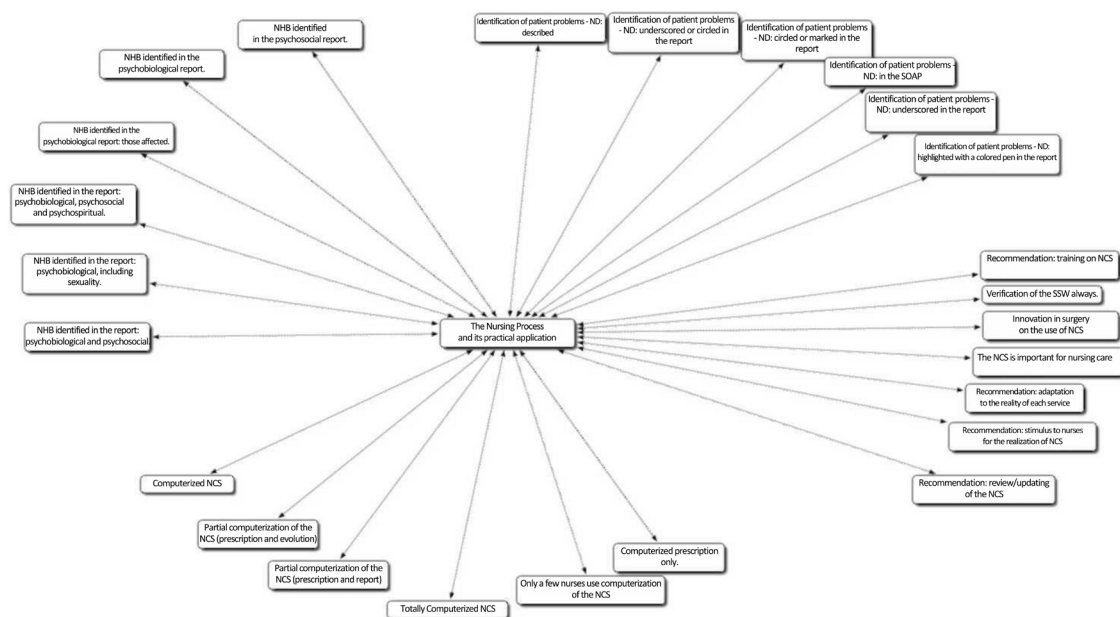 NHB identified
in the psychosocial report.
NHB identified in the
psychobiological report.
NHB identified in the
psychobiological report: those affected.
NHB identified in the report:
psychobiological, psychosocial
and psychospiritual.
NHB identified in the report:
psychobiological, including
sexuality.
NHB identified in the report:
psychobiological and psychosocial.
Identification of patient problems - ND:
described
Identification of patient problems
- ND: underscored or circled in
the report
Identification of patient problems
- ND: circled or marked in the
report
Identification of patient problems -
ND: in the SOAP
Identification of patient problems -
ND: underscored in the report
Identification of patient problems - ND:
highlighted with a colored pen in the report
The Nursing Process
and its practical application
Recommendation: training on NCS
Verification of the SSW always.
Innovation in surgery
on the use of NCS
The NCS is important for nursing care
Recommendation: adaptation
to the reality of each service
Recommendation: stimulus to nurses
for the realization of NCS
Recommendation: review/updating
of the NCS
Computerized NCS
Partial computerization of the
NCS (prescription and evolution)
Partial computerization of the
NCS (prescription and report)
Totally Computerized NCS
Only a few nurses use computerization
of the NCS
Computerized prescription
only.